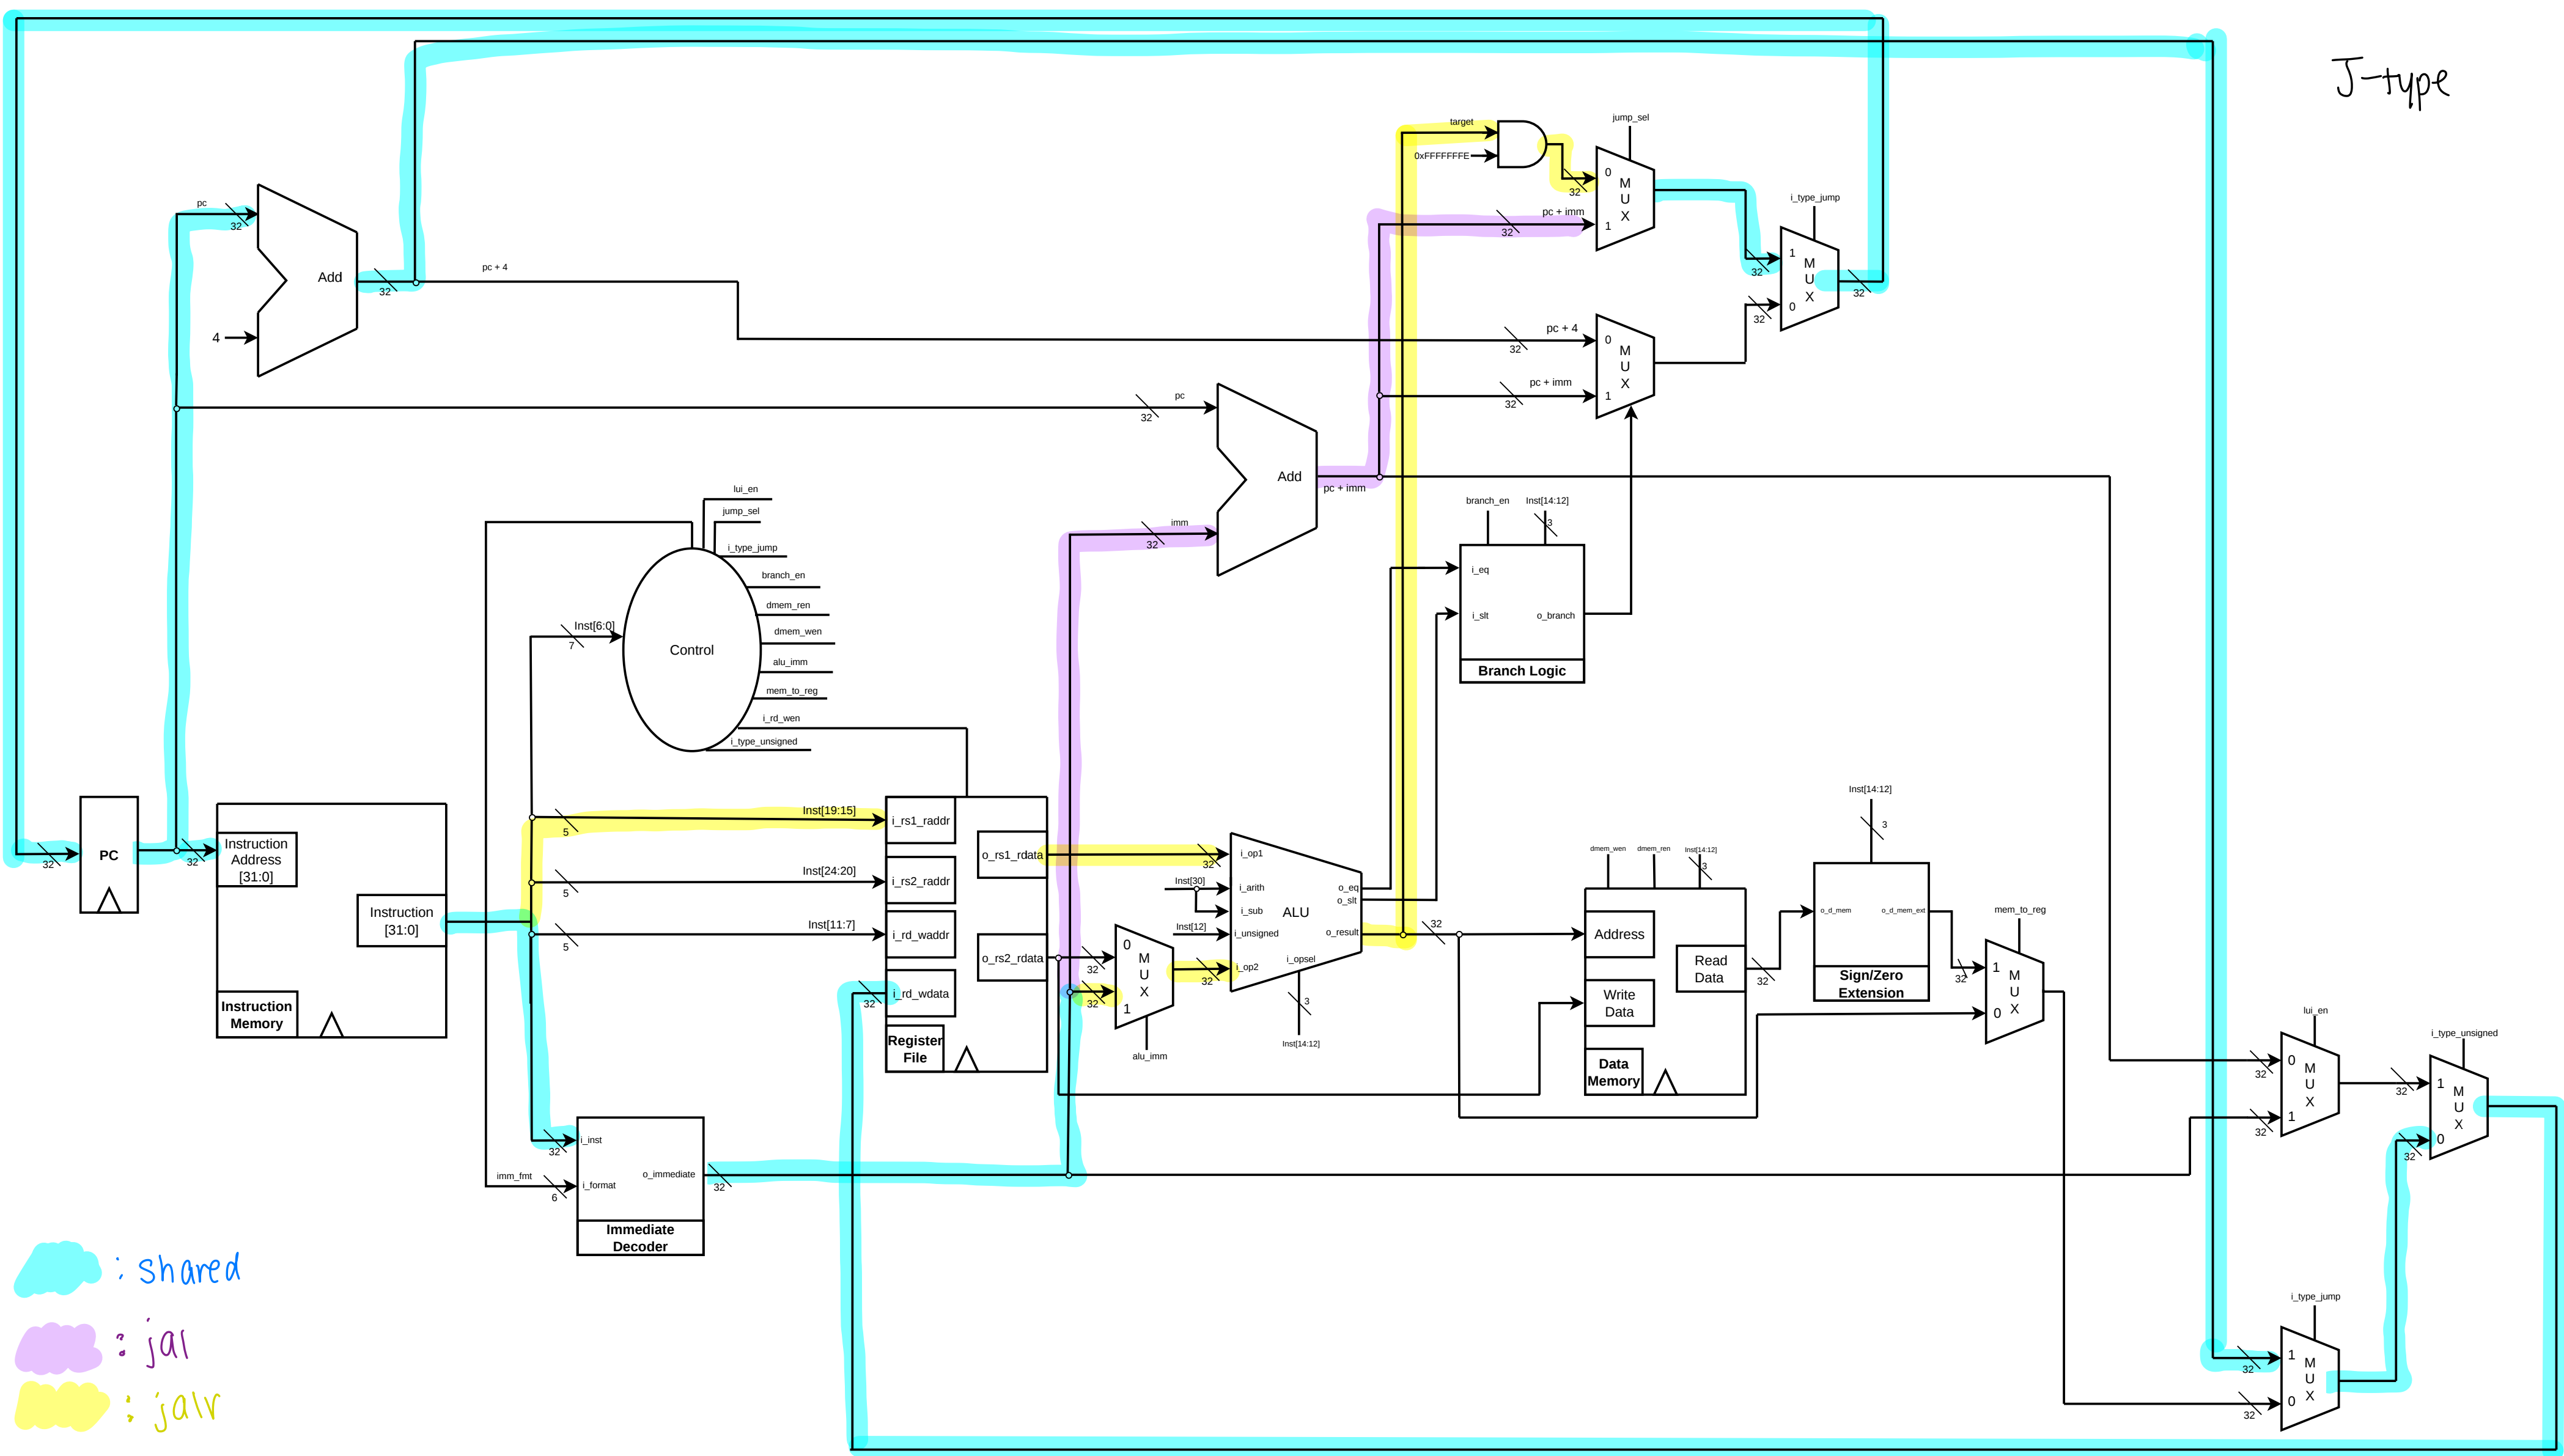 J-type
target
0xFFFFFFFE
32
jump_sel
0
M
U
X
1
pc + imm
32
i_type_jump
1
M
U
X
0
32
32
32
pc
32
Add
4
32
pc + 4
pc + 4
32
0
M
U
X
1
pc + imm
32
pc
32
Add
pc + imm
imm
32
lui_en
jump_sel
i_type_jump
branch_en
dmem_ren
dmem_wen
alu_imm
mem_to_reg
i_rd_wen
i_type_unsigned
Control
Inst[6:0]
7
branch_en
Inst[14:12]
3
i_eq
i_slt
o_branch
Branch Logic
32
PC
32
Instruction
Address
[31:0]
Instruction
[31:0]
Instruction
Memory
Inst[19:15]
5
Inst[24:20]
5
Inst[11:7]
5
i_rs1_raddr
i_rs2_raddr
i_rd_waddr
i_rd_wdata
32
o_rs1_rdata
o_rs2_rdata
Register
File
32
32
0
M
U
X
1
alu_imm
32
32
Inst[30]
Inst[12]
i_op1
i_arith
i_sub
i_unsigned
i_op2
ALU
o_eq
o_slt
o_result
i_opsel
3
Inst[14:12]
32
dmem_wen
dmem_ren
Inst[14:12]
3
Address
Write
Data
Read
Data
Data
Memory
32
Inst[14:12]
3
o_d_mem
o_d_mem_ext
Sign/Zero
Extension
mem_to_reg
32
1
M
U
X
0
lui_en
32
0
M
U
X
1
32
i_type_unsigned
32
1
M
U
X
0
32
imm_fmt
6
32
i_inst
i_format
o_immediate
32
Immediate
Decoder
i_type_jump
32
1
M
U
X
0
32
: shared
: jal
: jalr